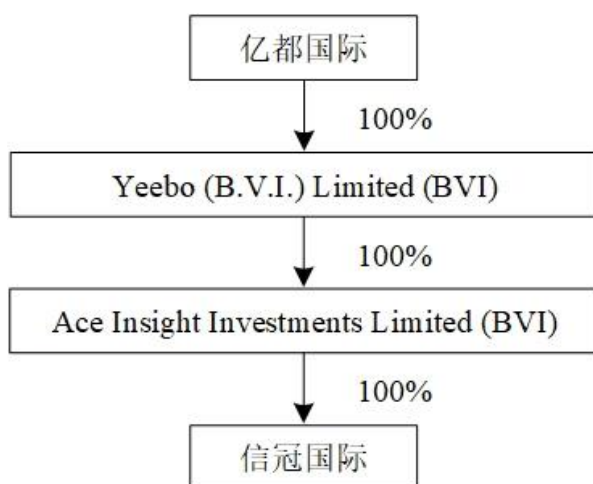 亿都国际
100%
Yeebo (B.V.I.) Limited (BVI)
100%
Ace Insight Investments Limited (BVI)
100%
信冠国际